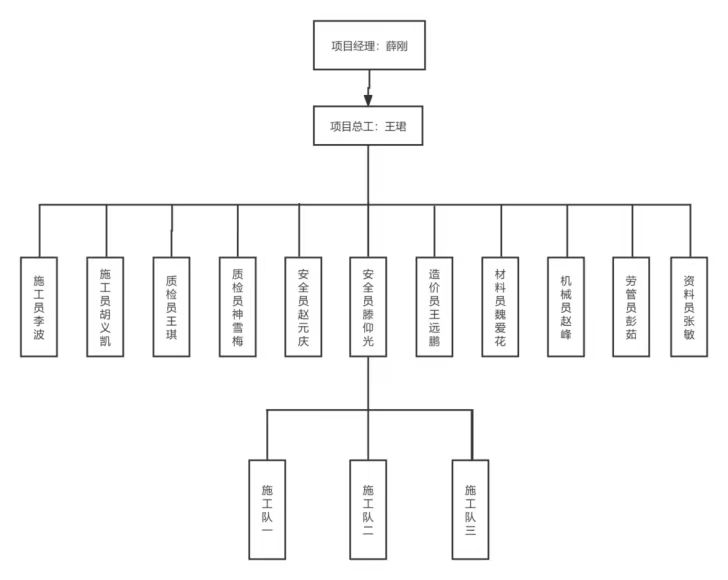 项目经理：薛刚
项目总工：王珺
施工员李波
施工员胡义凯
质检员王琪
质检员神雪梅
安全员赵元庆
安全员滕仰光
造价员王远鹏
材料员魏爱花
机械员赵峰
劳管员彭茹
资料员张敏
施工队一
施工队二
施工队三